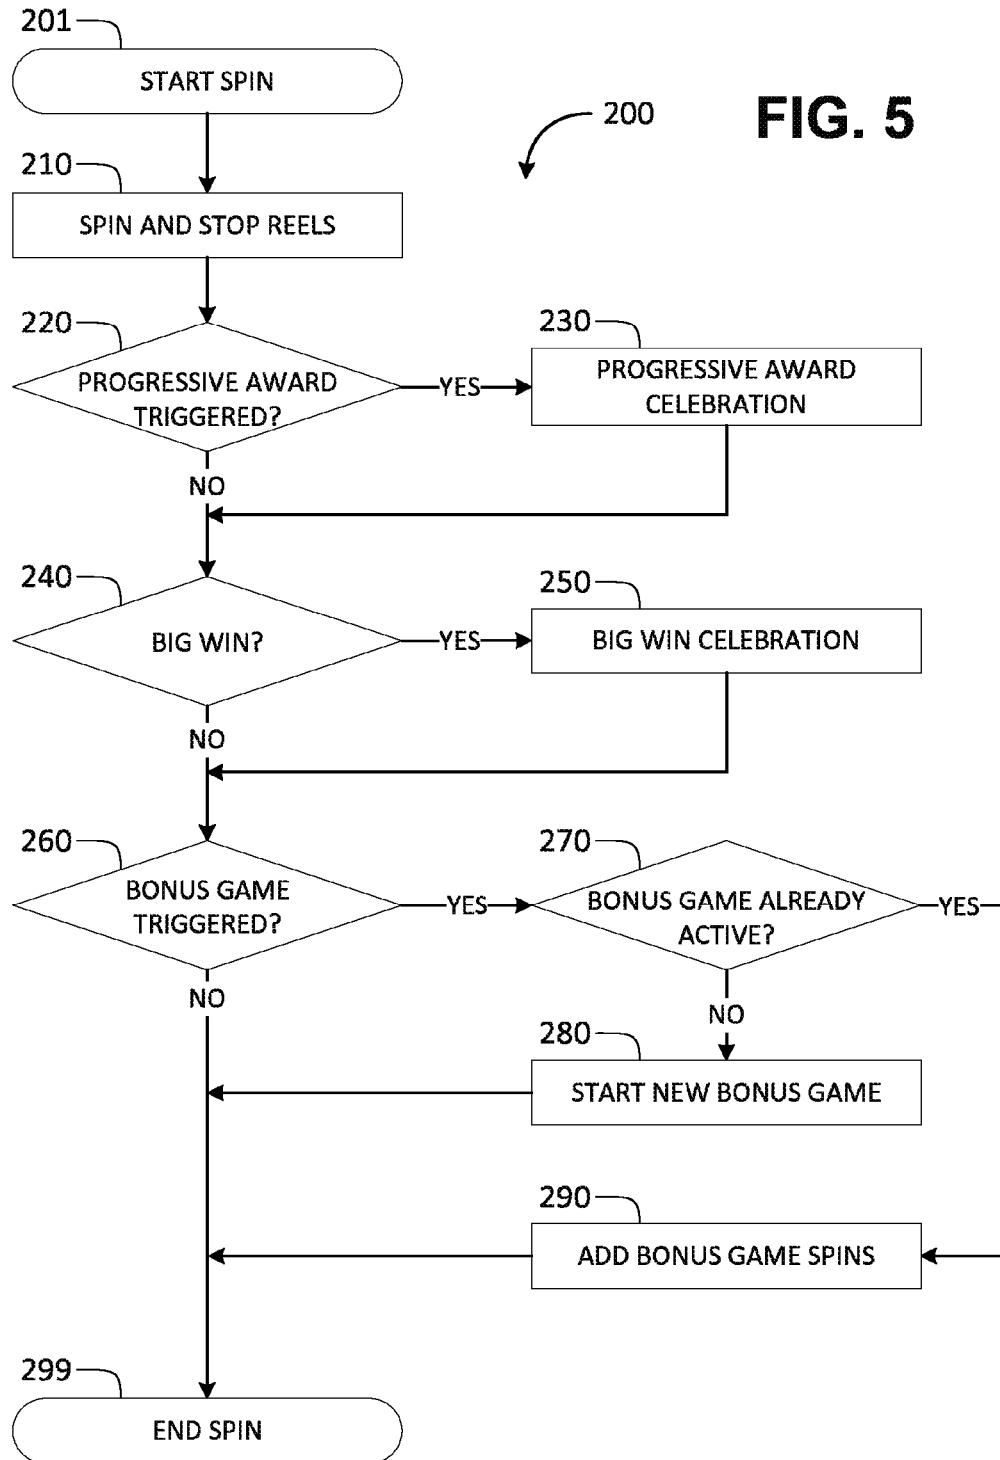 201
START SPIN
200
FIG. 5
210
SPIN AND STOP REELS
220
PROGRESSIVE AWARD
TRIGGERED?
YES
230
PROGRESSIVE AWARD
CELEBRATION
NO
240
BIG WIN?
YES
250
BIG WIN CELEBRATION
NO
260
BONUS GAME
TRIGGERED?
YES
270
BONUS GAME ALREADY
ACTIVE?
YES
NO
NO
280
START NEW BONUS GAME
290
ADD BONUS GAME SPINS
299
END SPIN